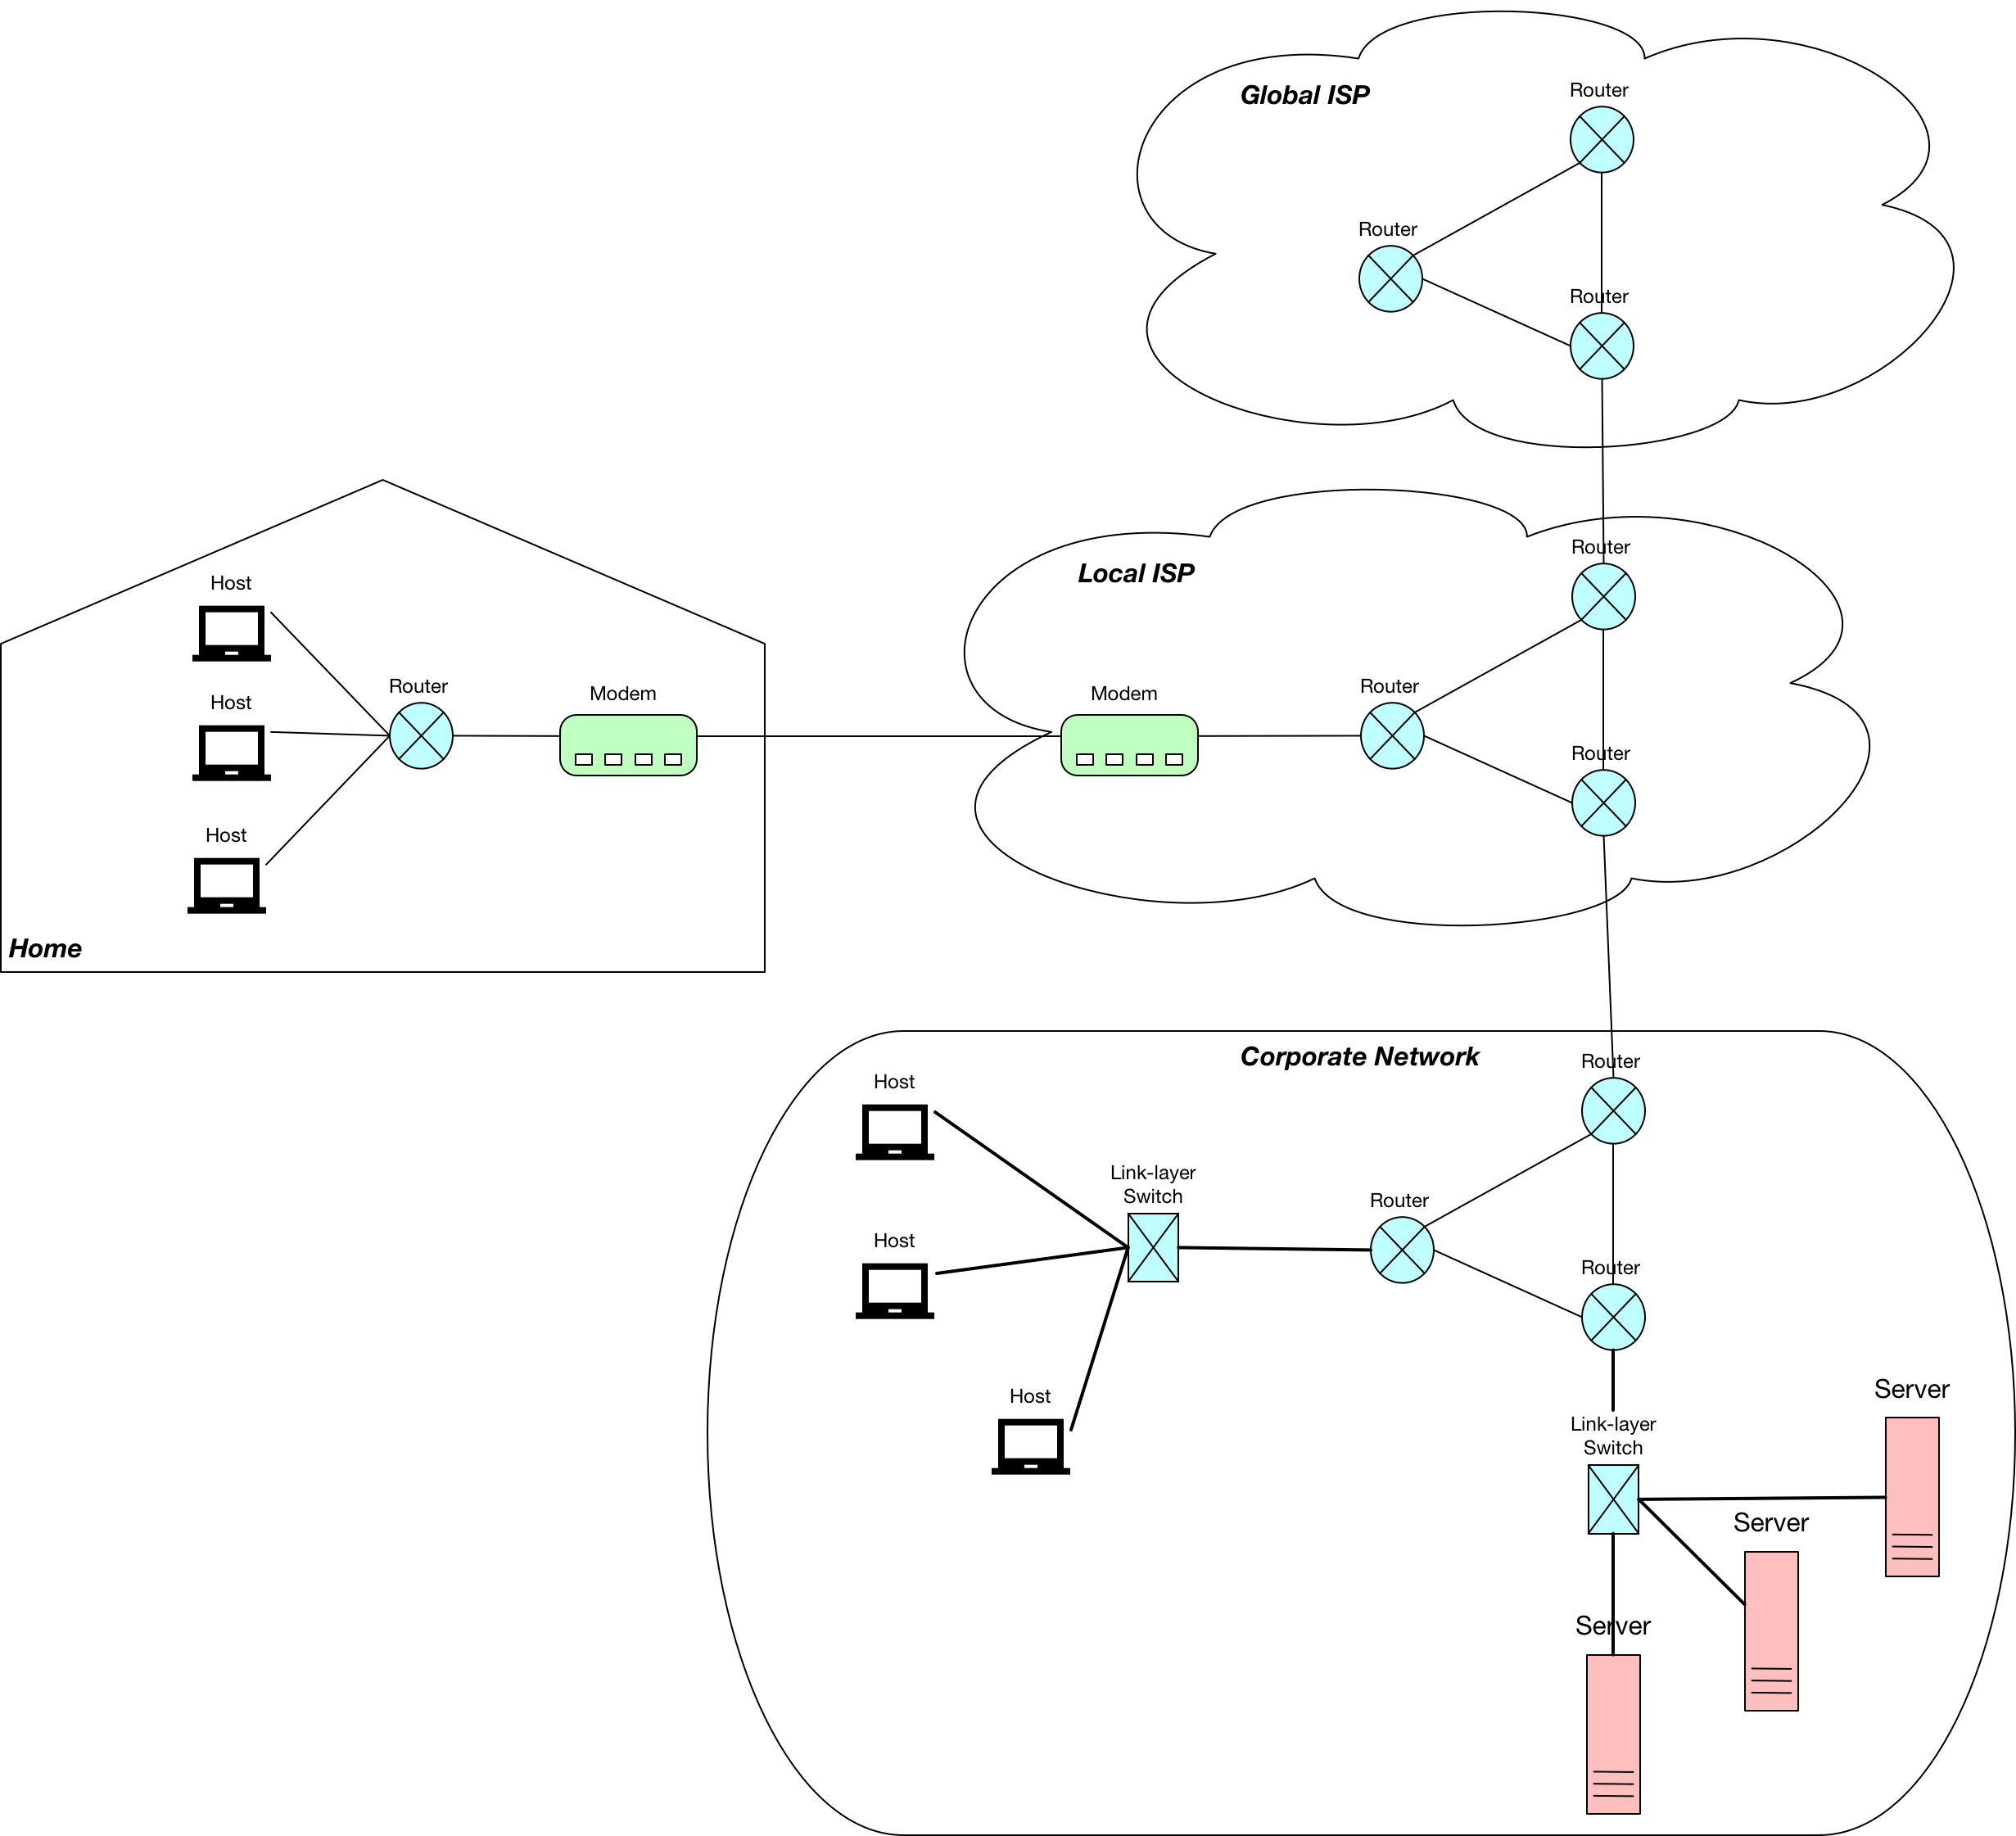 Global ISP
Router
Router
Router
Local ISP
Router
Router
Router
Modem
Home
Host
Host
Host
Router
Modem
Corporate Network
Router
Router
Router
Host
Host
Host
Link-layer
Switch
Link-layer
Switch
Server
Server
Server